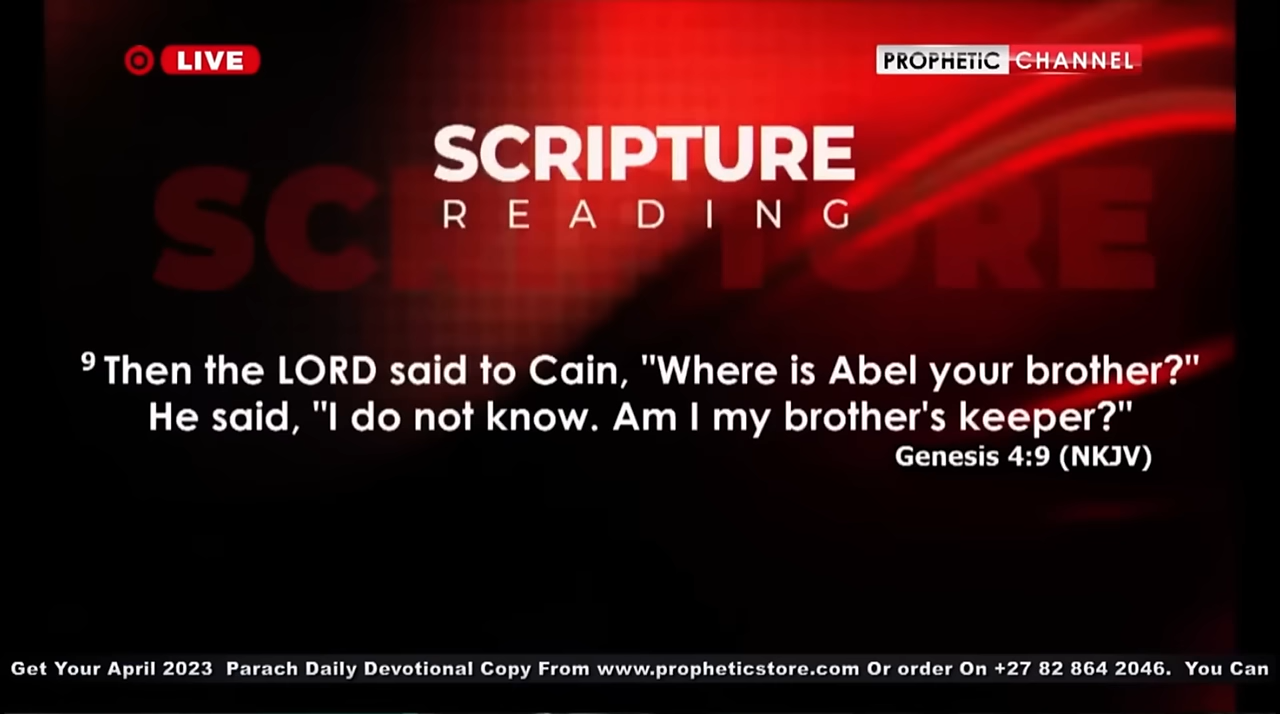 LIVE
PROPHETIC CHANNEL
SCRIPTURE
SCRIPTURE
READING
9 Then the LORD said to Cain, "Where is Abel your brother?"
He said, "I do not know. Am I my brother's keeper?"
Genesis 4:9 (NKJV)
Get Your April 2023 Parach Daily Devotional Copy From www.propheticstore.com Or order On +27 82 864 2046. You Can